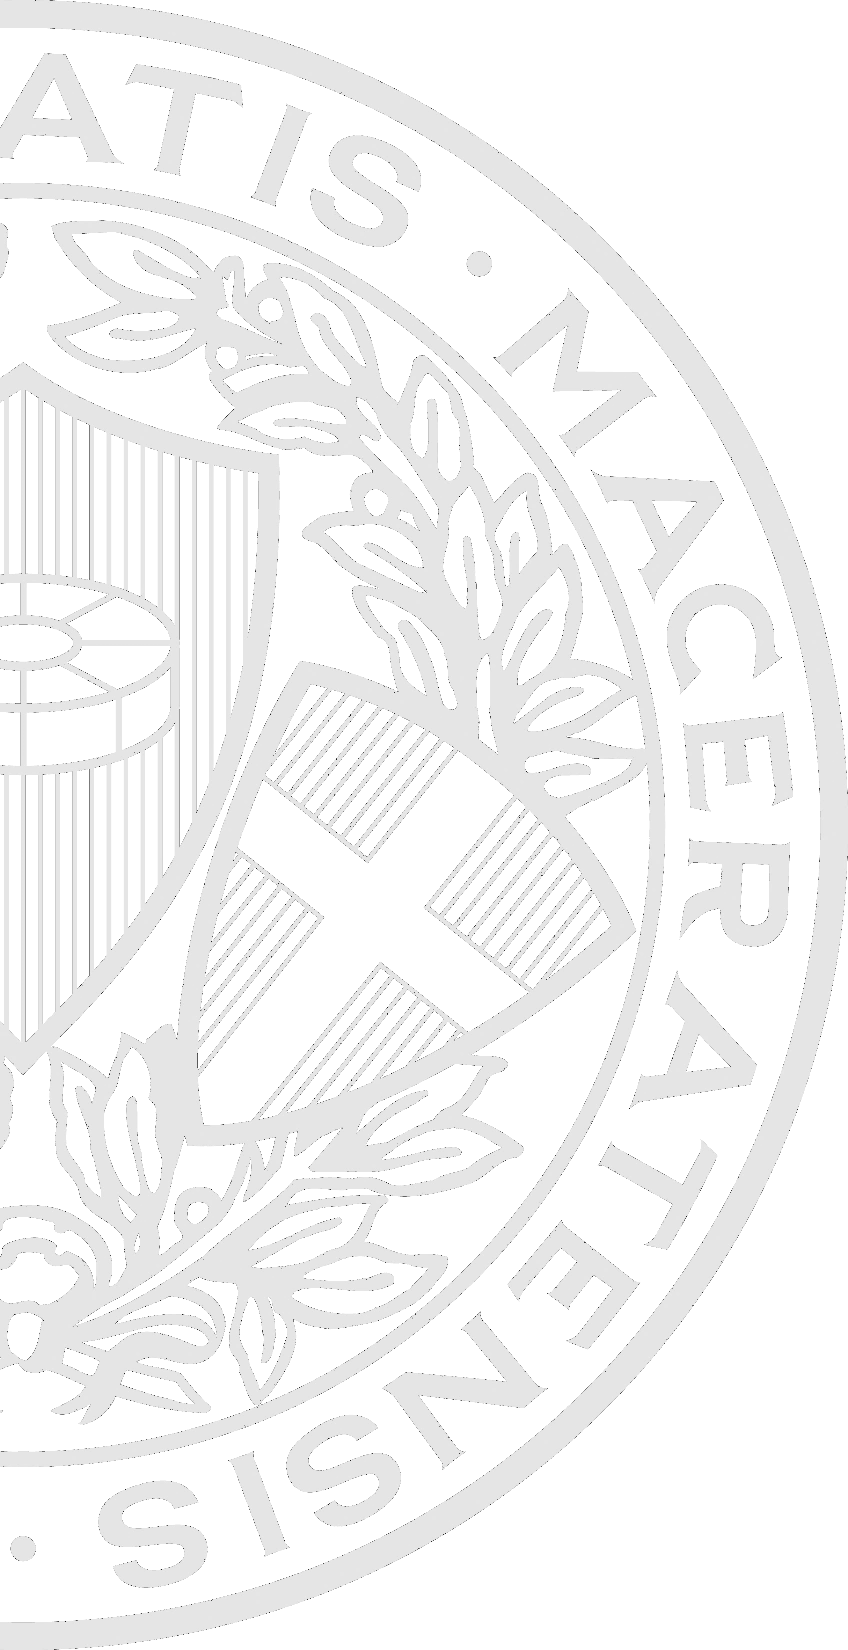 ATIS · MACERATENSIS ·